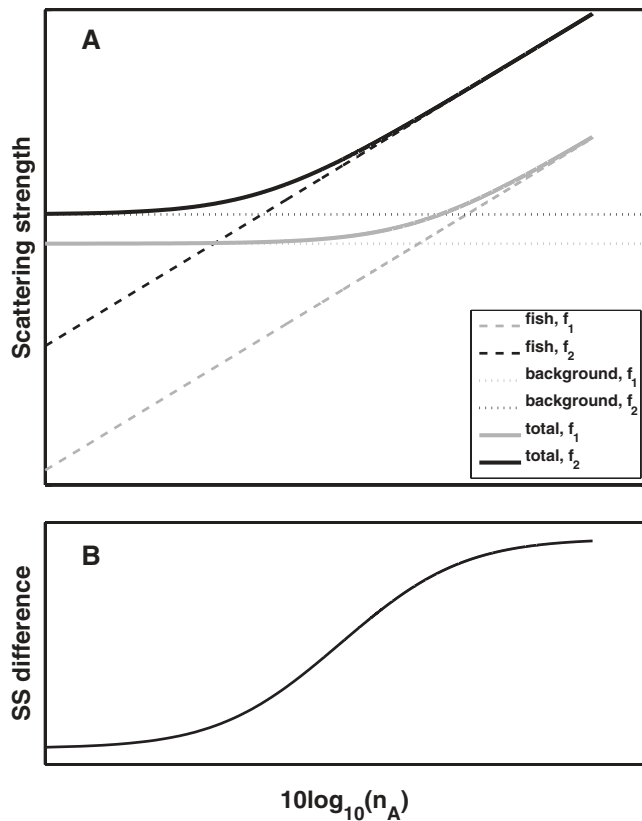 A
Scattering strength
fish, f1
fish, f2
background, f1
background, f2
total, f1
total, f2
B
SS difference
10log10(nA)